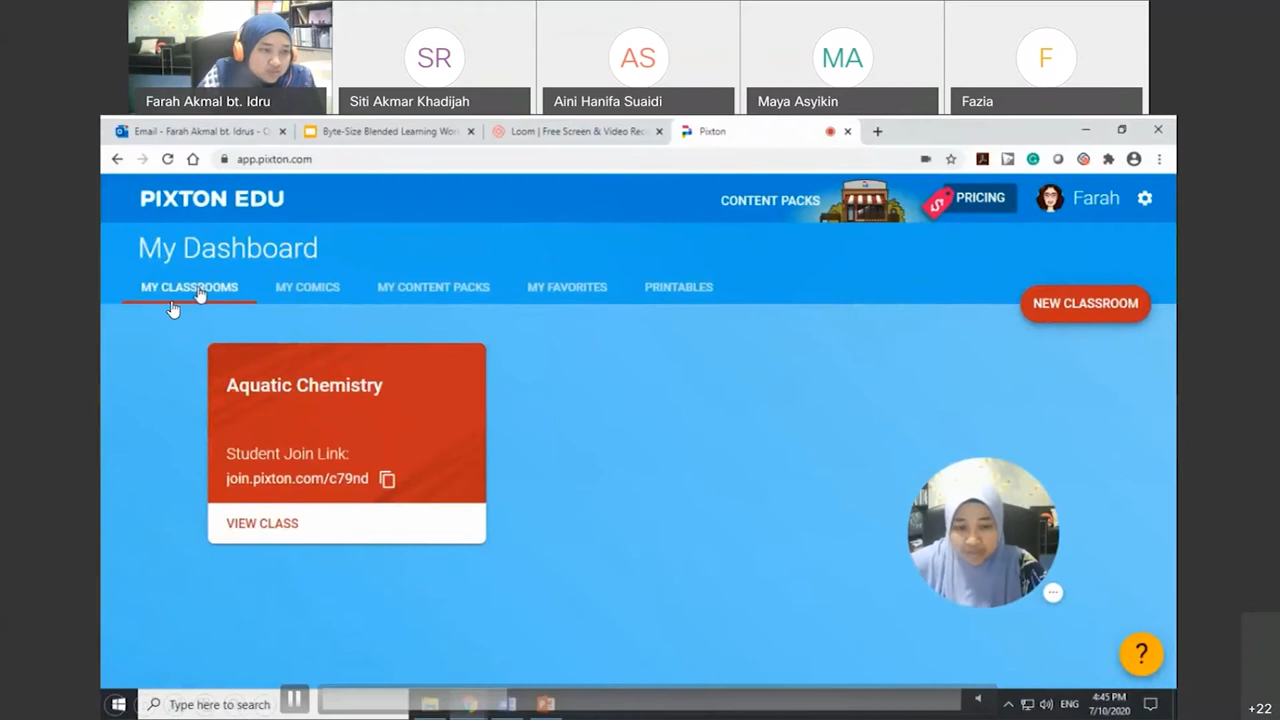 SR
AS
MA
F
Farah Akmal bt. Idru
Siti Akmar Khadijah
Aini Hanifa Suaidi
Maya Asyikin
Fazia
Email - Farah Akmal bt. Idrus - O
Byte-Size Blended Learning Wor
Loom | Free Screen & Video Rec
Pixton
app.pixton.com
PIXTON EDU
CONTENT PACKS
PRICING
Farah
My Dashboard
MY CLASSROOMS
MY COMICS
MY CONTENT PACKS
MY FAVORITES
PRINTABLES
NEW CLASSROOM
Aquatic Chemistry
Student Join Link:
join.pixton.com/c79nd
VIEW CLASS
?
Type here to search
ENG
4:45 PM
7/10/2020
+22